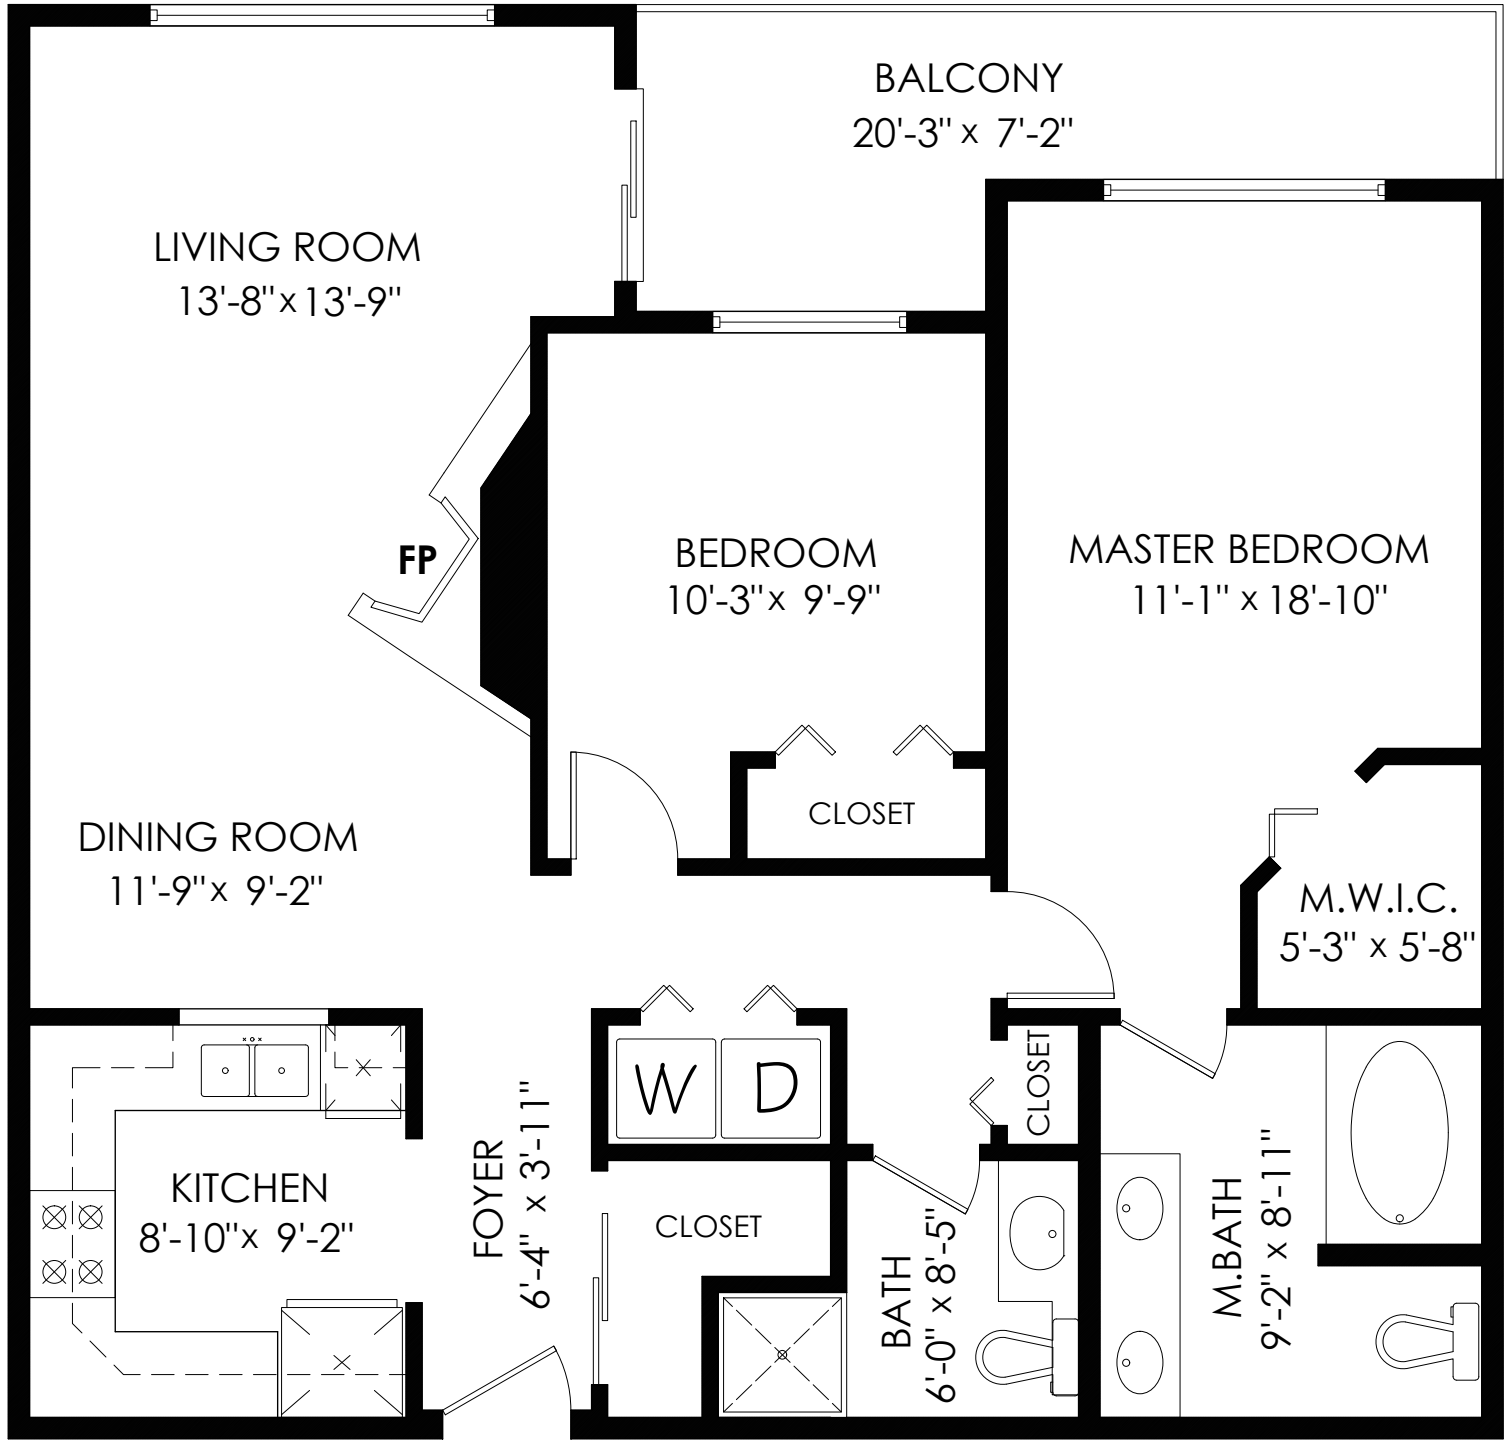 BALCONY
20'-3" x 7'-2"
LIVING ROOM
13'-8" x 13'-9"
FP
BEDROOM
10'-3" x 9'-9"
MASTER BEDROOM
11'-1" x 18'-10"
CLOSET
DINING ROOM
11'-9" x 9'-2"
M.W.I.C.
5'-3" x 5'-8"
W D
CLOSET
KITCHEN
8'-10" x 9'-2"
FOYER
6'-4" x 3'-11"
CLOSET
BATH
6'-0" x 8'-5"
M.BATH
9'-2" x 8'-11"